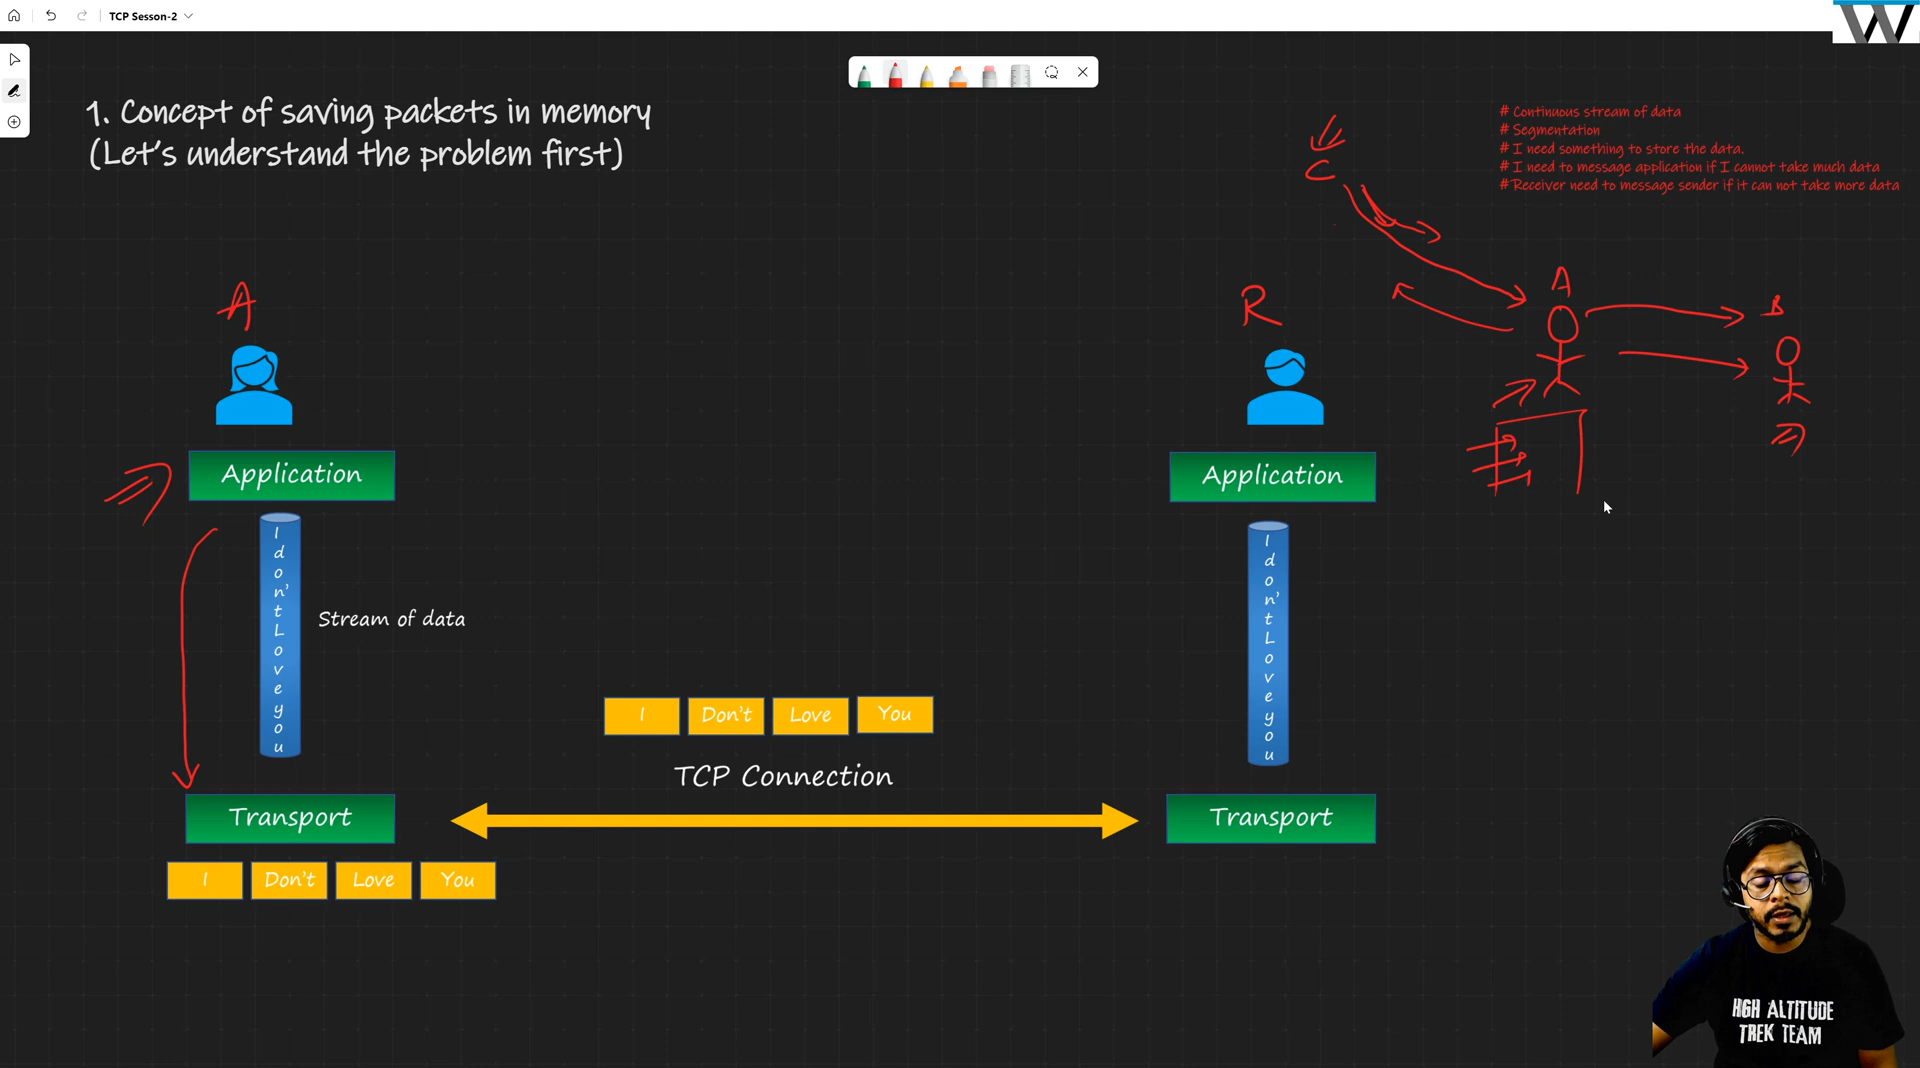 TCP Sesson-2
W
1. Concept of saving packets in memory
(Let's understand the problem first)
# Continuous stream of data
# Segmentation
# I need something to store the data.
# I need to message application if I cannot take much data
# Receiver need to message sender if it can not take more data
C
A
R
A
B
Application
Application
I
d
o
n'
t
L
o
v
e
y
o
u
Stream of data
I
d
o
n'
t
L
o
v
e
y
o
u
I Don't Love You
TCP Connection
Transport
Transport
I Don't Love You
HGH ALTITUDE
TREK TEAM